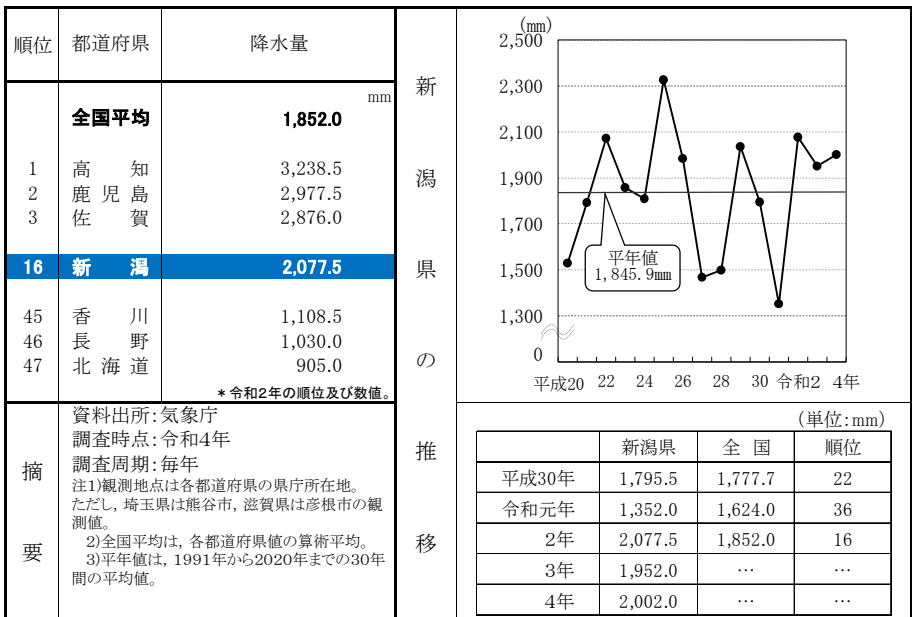 順位 都道府県 降水量
mm
全国平均 1,852.0
1 高知 3,238.5
2 鹿児島 2,977.5
3 佐賀 2,876.0
16 新潟 2,077.5
45 香川 1,108.5
46 長野 1,030.0
47 北海道 905.0
*令和2年の順位及び数値。
摘要
資料出所:気象庁
調査時点:令和4年
調査周期:毎年
注1)観測地点は各都道府県の県庁所在地。
ただし,埼玉県は熊谷市,滋賀県は彦根市の観
測値。
2)全国平均は,各都道府県値の算術平均。
3)平年値は,1991年から2020年までの30年
間の平均値。
新潟県の推移
(㎜)
2,500
2,300
2,100
1,900
1,700
1,500
1,300
0
平年値
1,845.9㎜
平成20 22 24 26 28 30 令和2 4年
(単位:mm)
新潟県 全国 順位
平成30年 1,795.5 1,777.7 22
令和元年 1,352.0 1,624.0 36
2年 2,077.5 1,852.0 16
3年 1,952.0 … …
4年 2,002.0 … …